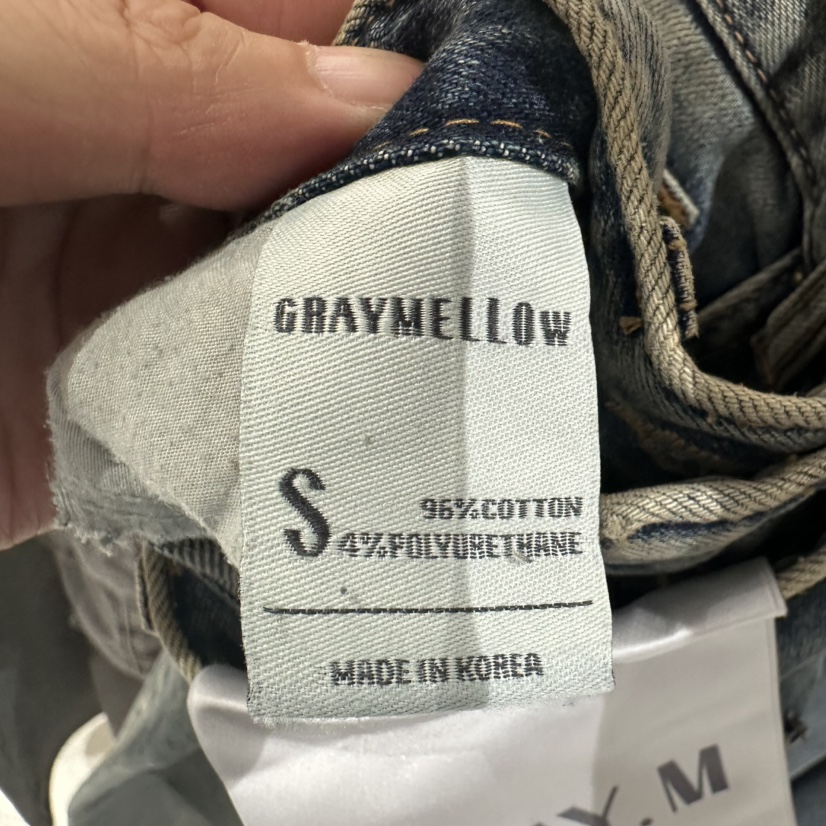 GRAYMELLOW
S
96%COTTON
4%POLYURETHANE
MADE IN KOREA
Y.M